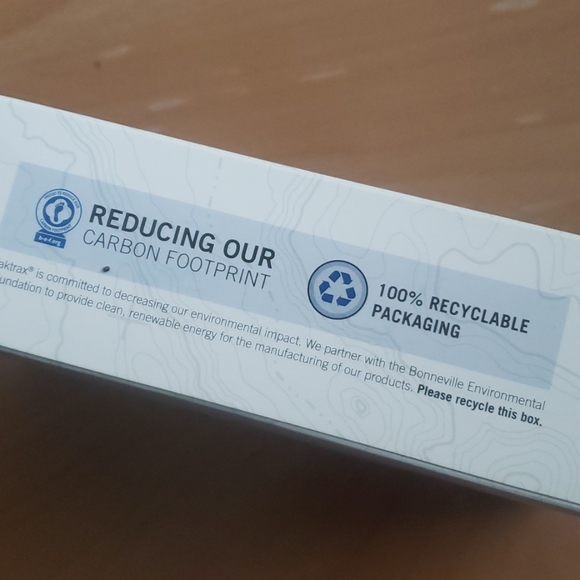 REDUCING OUR
CARBON FOOTPRINT
b-e-f.org
100% RECYCLABLE
PACKAGING
aktrax® is committed to decreasing our environmental impact. We partner with the Bonneville Environmental
undation to provide clean, renewable energy for the manufacturing of our products. Please recycle this box.